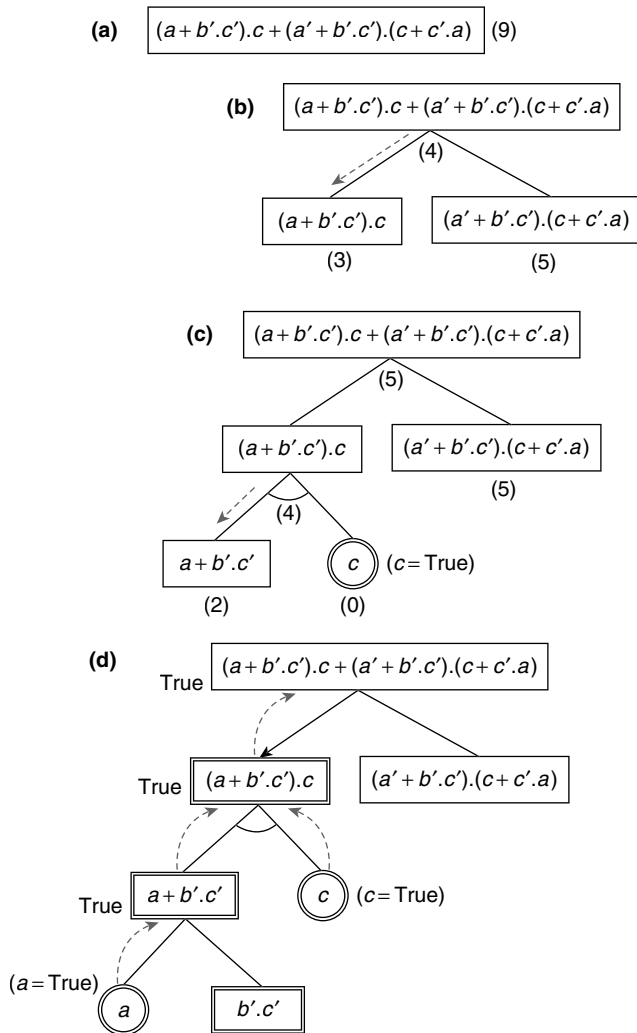 (a) (a+b′.c′).c+(a′+b′.c′).(c+c′.a) (9)
(b) (a+b′.c′).c+(a′+b′.c′).(c+c′.a)
(4)
(a+b′.c′).c (a′+b′.c′).(c+c′.a)
(3) (5)
(c) (a+b′.c′).c+(a′+b′.c′).(c+c′.a)
(5)
(a+b′.c′).c (a′+b′.c′).(c+c′.a)
(5)
(4)
a+b′.c′ c (c=True)
(2) (0)
(d) (a+b′.c′).c+(a′+b′.c′).(c+c′.a)
True
True (a+b′.c′).c (a′+b′.c′).(c+c′.a)
True a+b′.c′ c (c=True)
(a=True)
a b′.c′